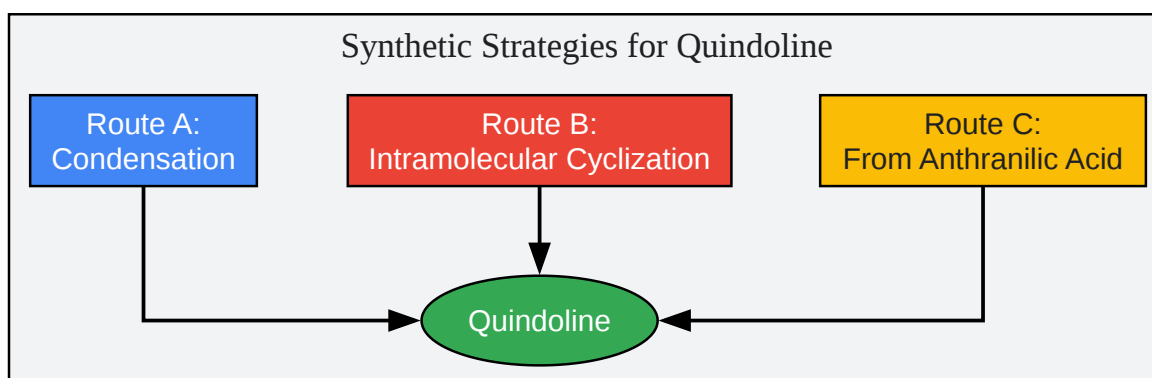 Synthetic Strategies for Quindoline
Route A:
Condensation
Route B:
Intramolecular Cyclization
Route C:
From Anthranilic Acid
Quindoline